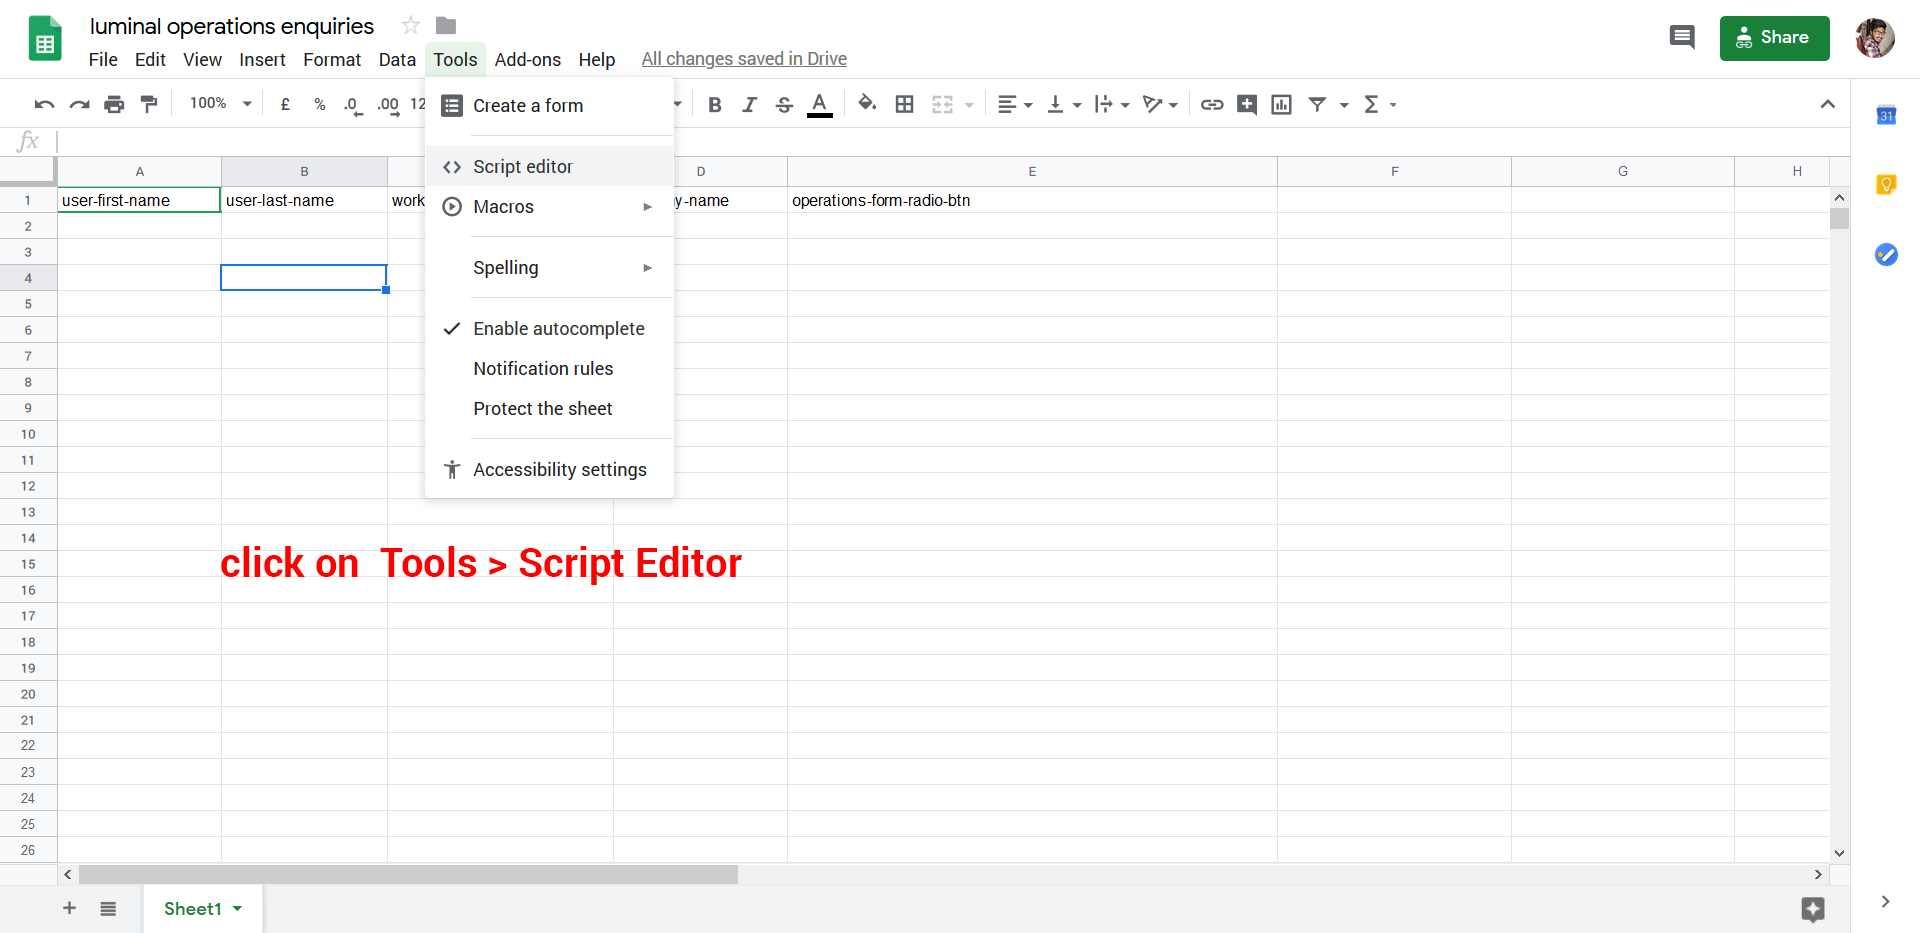 luminal operations enquiries
File Edit View Insert Format Data Tools Add-ons Help All changes saved in Drive
Share
100% £ % .0 .00 12
B I S A Σ
31
fx
Create a form
Script editor
Macros
Spelling
Enable autocomplete
Notification rules
Protect the sheet
Accessibility settings
A B D E F G H
1 user-first-name user-last-name work y-name operations-form-radio-btn
2
3
4
5
6
7
8
9
10
11
12
13
14
15
16
17
18
19
20
21
22
23
24
25
26
click on Tools > Script Editor
Sheet1